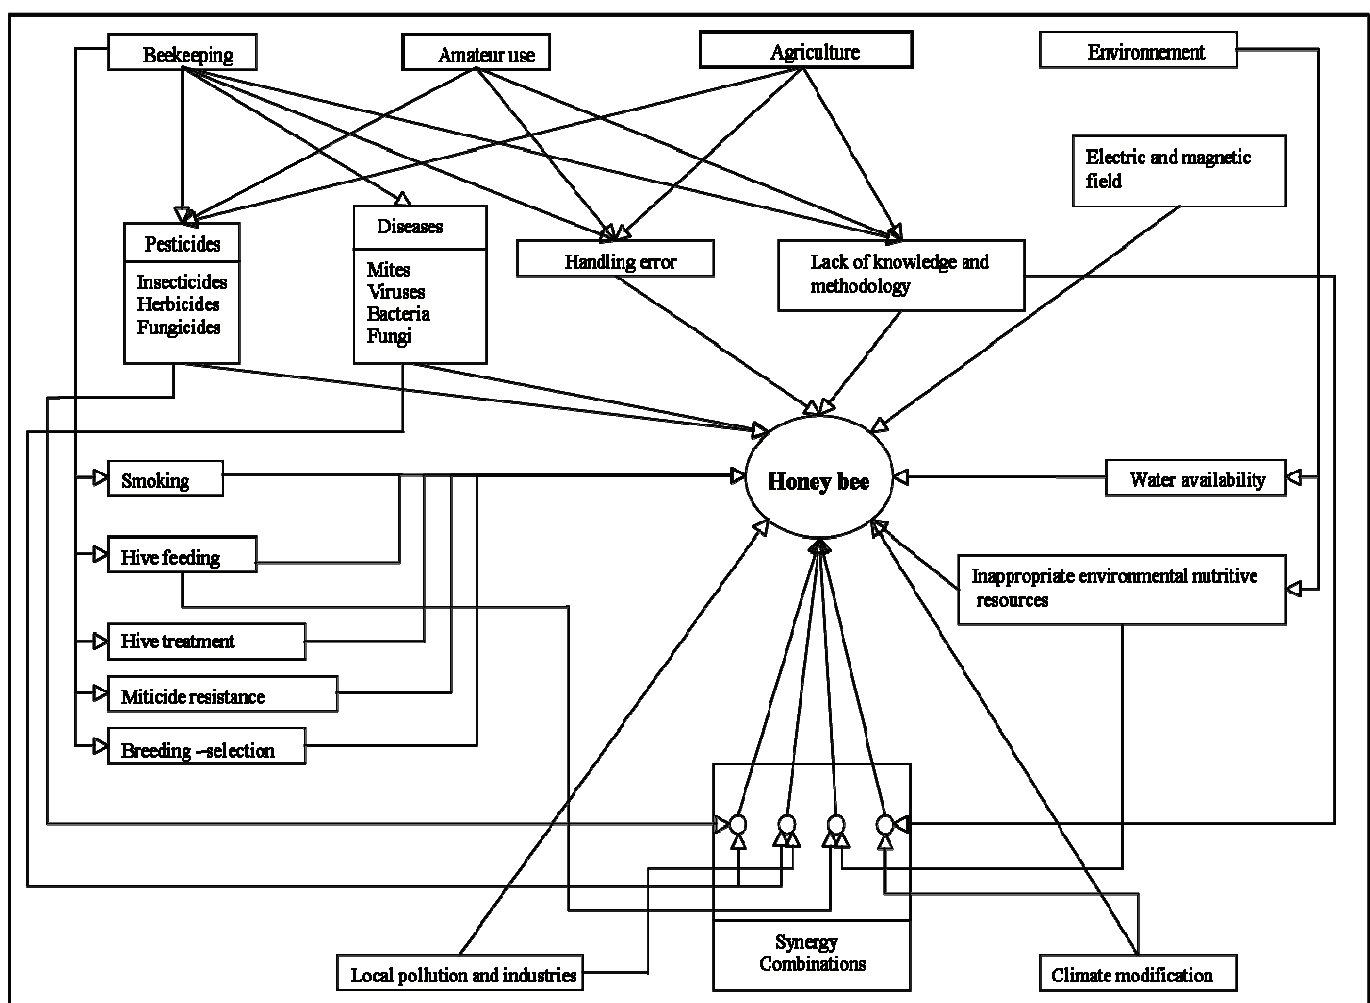 Beekeeping
Amateur use
Agriculture
Environnement
Electric and magnetic
field
Pesticides
Insecticides
Herbicides
Fungicides
Diseases
Mites
Viruses
Bacteria
Fungi
Handling error
Lack of knowledge and
methodology
Smoking
Honey bee
Water availability
Hive feeding
Inappropriate environmental nutritive
resources
Hive treatment
Miticide resistance
Breeding –selection
Synergy
Combinations
Local pollution and industries
Climate modification